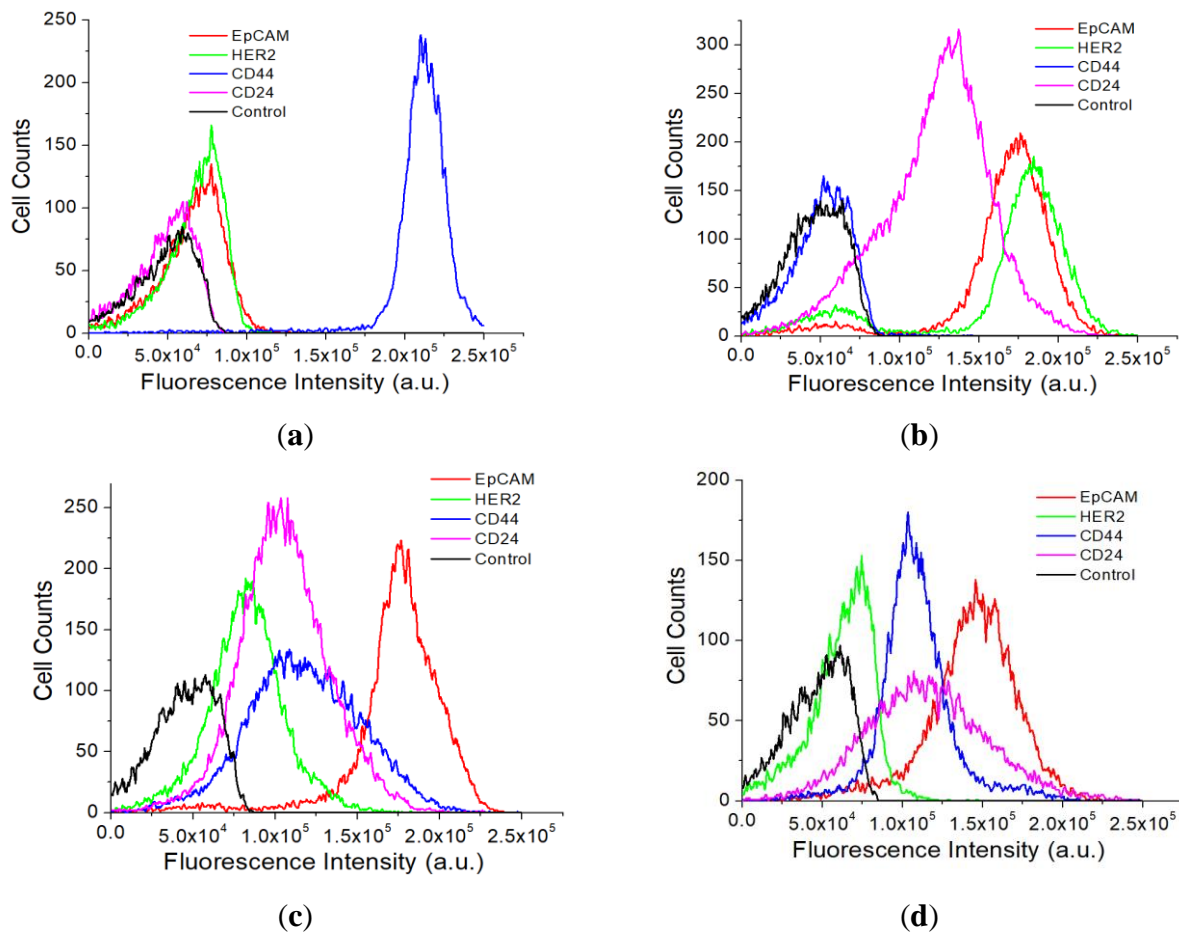 250
200
150
100
50
0
Cell Counts
EpCAM
HER2
CD44
CD24
Control
0.0 5.0x10⁴ 1.0x10⁵ 1.5x10⁵ 2.0x10⁵ 2.5x10⁵
Fluorescence Intensity (a.u.)
(a)
300
250
200
150
100
50
0
Cell Counts
EpCAM
HER2
CD44
CD24
Control
0.0 5.0x10⁴ 1.0x10⁵ 1.5x10⁵ 2.0x10⁵ 2.5x10⁵
Fluorescence Intensity (a.u.)
(b)
250
200
150
100
50
0
Cell Counts
EpCAM
HER2
CD44
CD24
Control
0.0 5.0x10⁴ 1.0x10⁵ 1.5x10⁵ 2.0x10⁵ 2.5x10⁵
Fluorescence Intensity (a.u.)
(c)
200
150
100
50
0
Cell Counts
EpCAM
HER2
CD44
CD24
Control
0.0 5.0x10⁴ 1.0x10⁵ 1.5x10⁵ 2.0x10⁵ 2.5x10⁵
Fluorescence Intensity (a.u.)
(d)